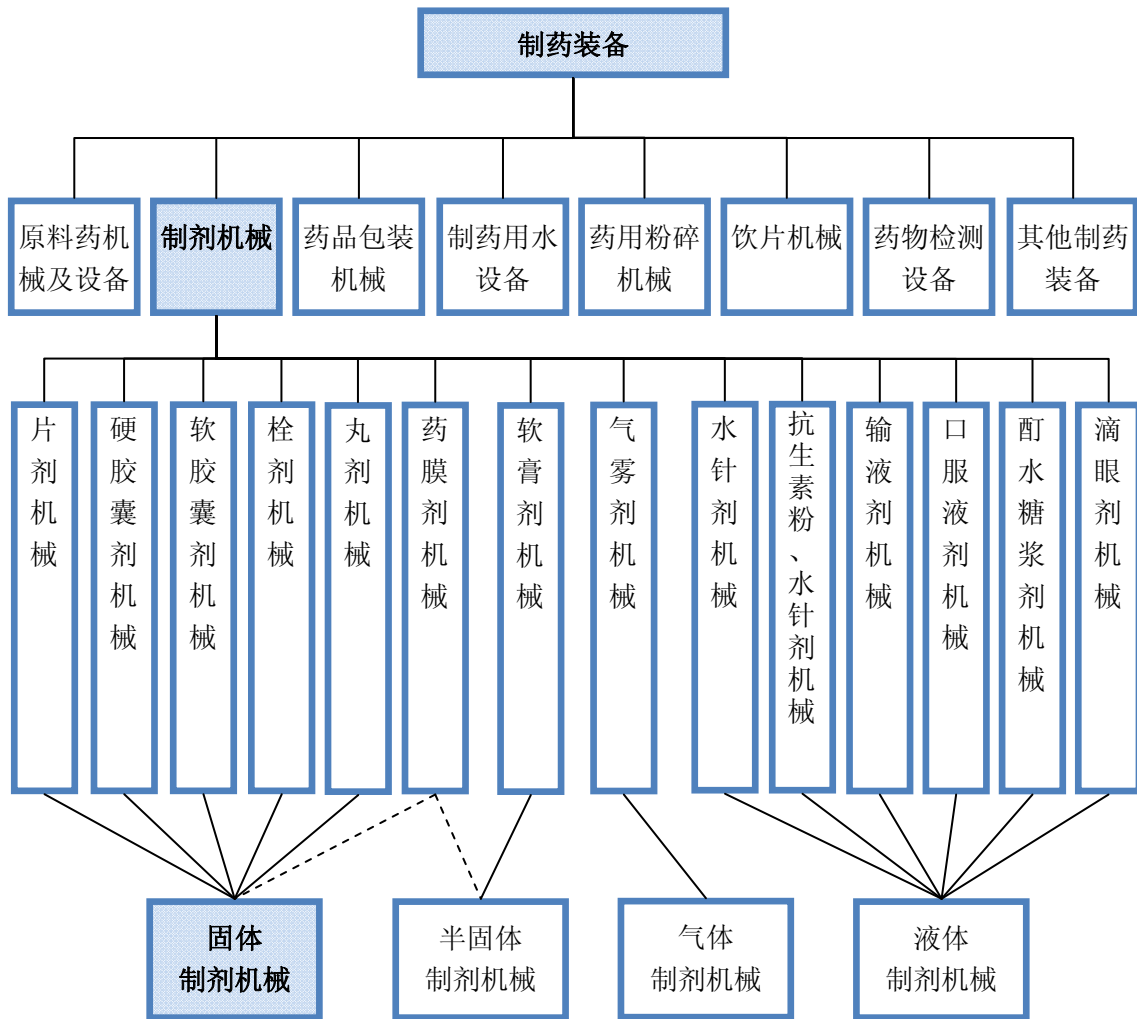 制药装备
原料药机
械及设备
制剂机械
药品包装
机械
制药用水
设备
药用粉碎
机械
饮片机械
药物检测
设备
其他制药
装备
片剂机械
硬胶囊剂机械
软胶囊剂机械
栓剂机械
丸剂机械
药膜剂机械
软膏剂机械
气雾剂机械
水针剂机械
抗生素粉、水针剂机械
输液剂机械
口服液剂机械
酊水糖浆剂机械
滴眼剂机械
固体
制剂机械
半固体
制剂机械
气体
制剂机械
液体
制剂机械